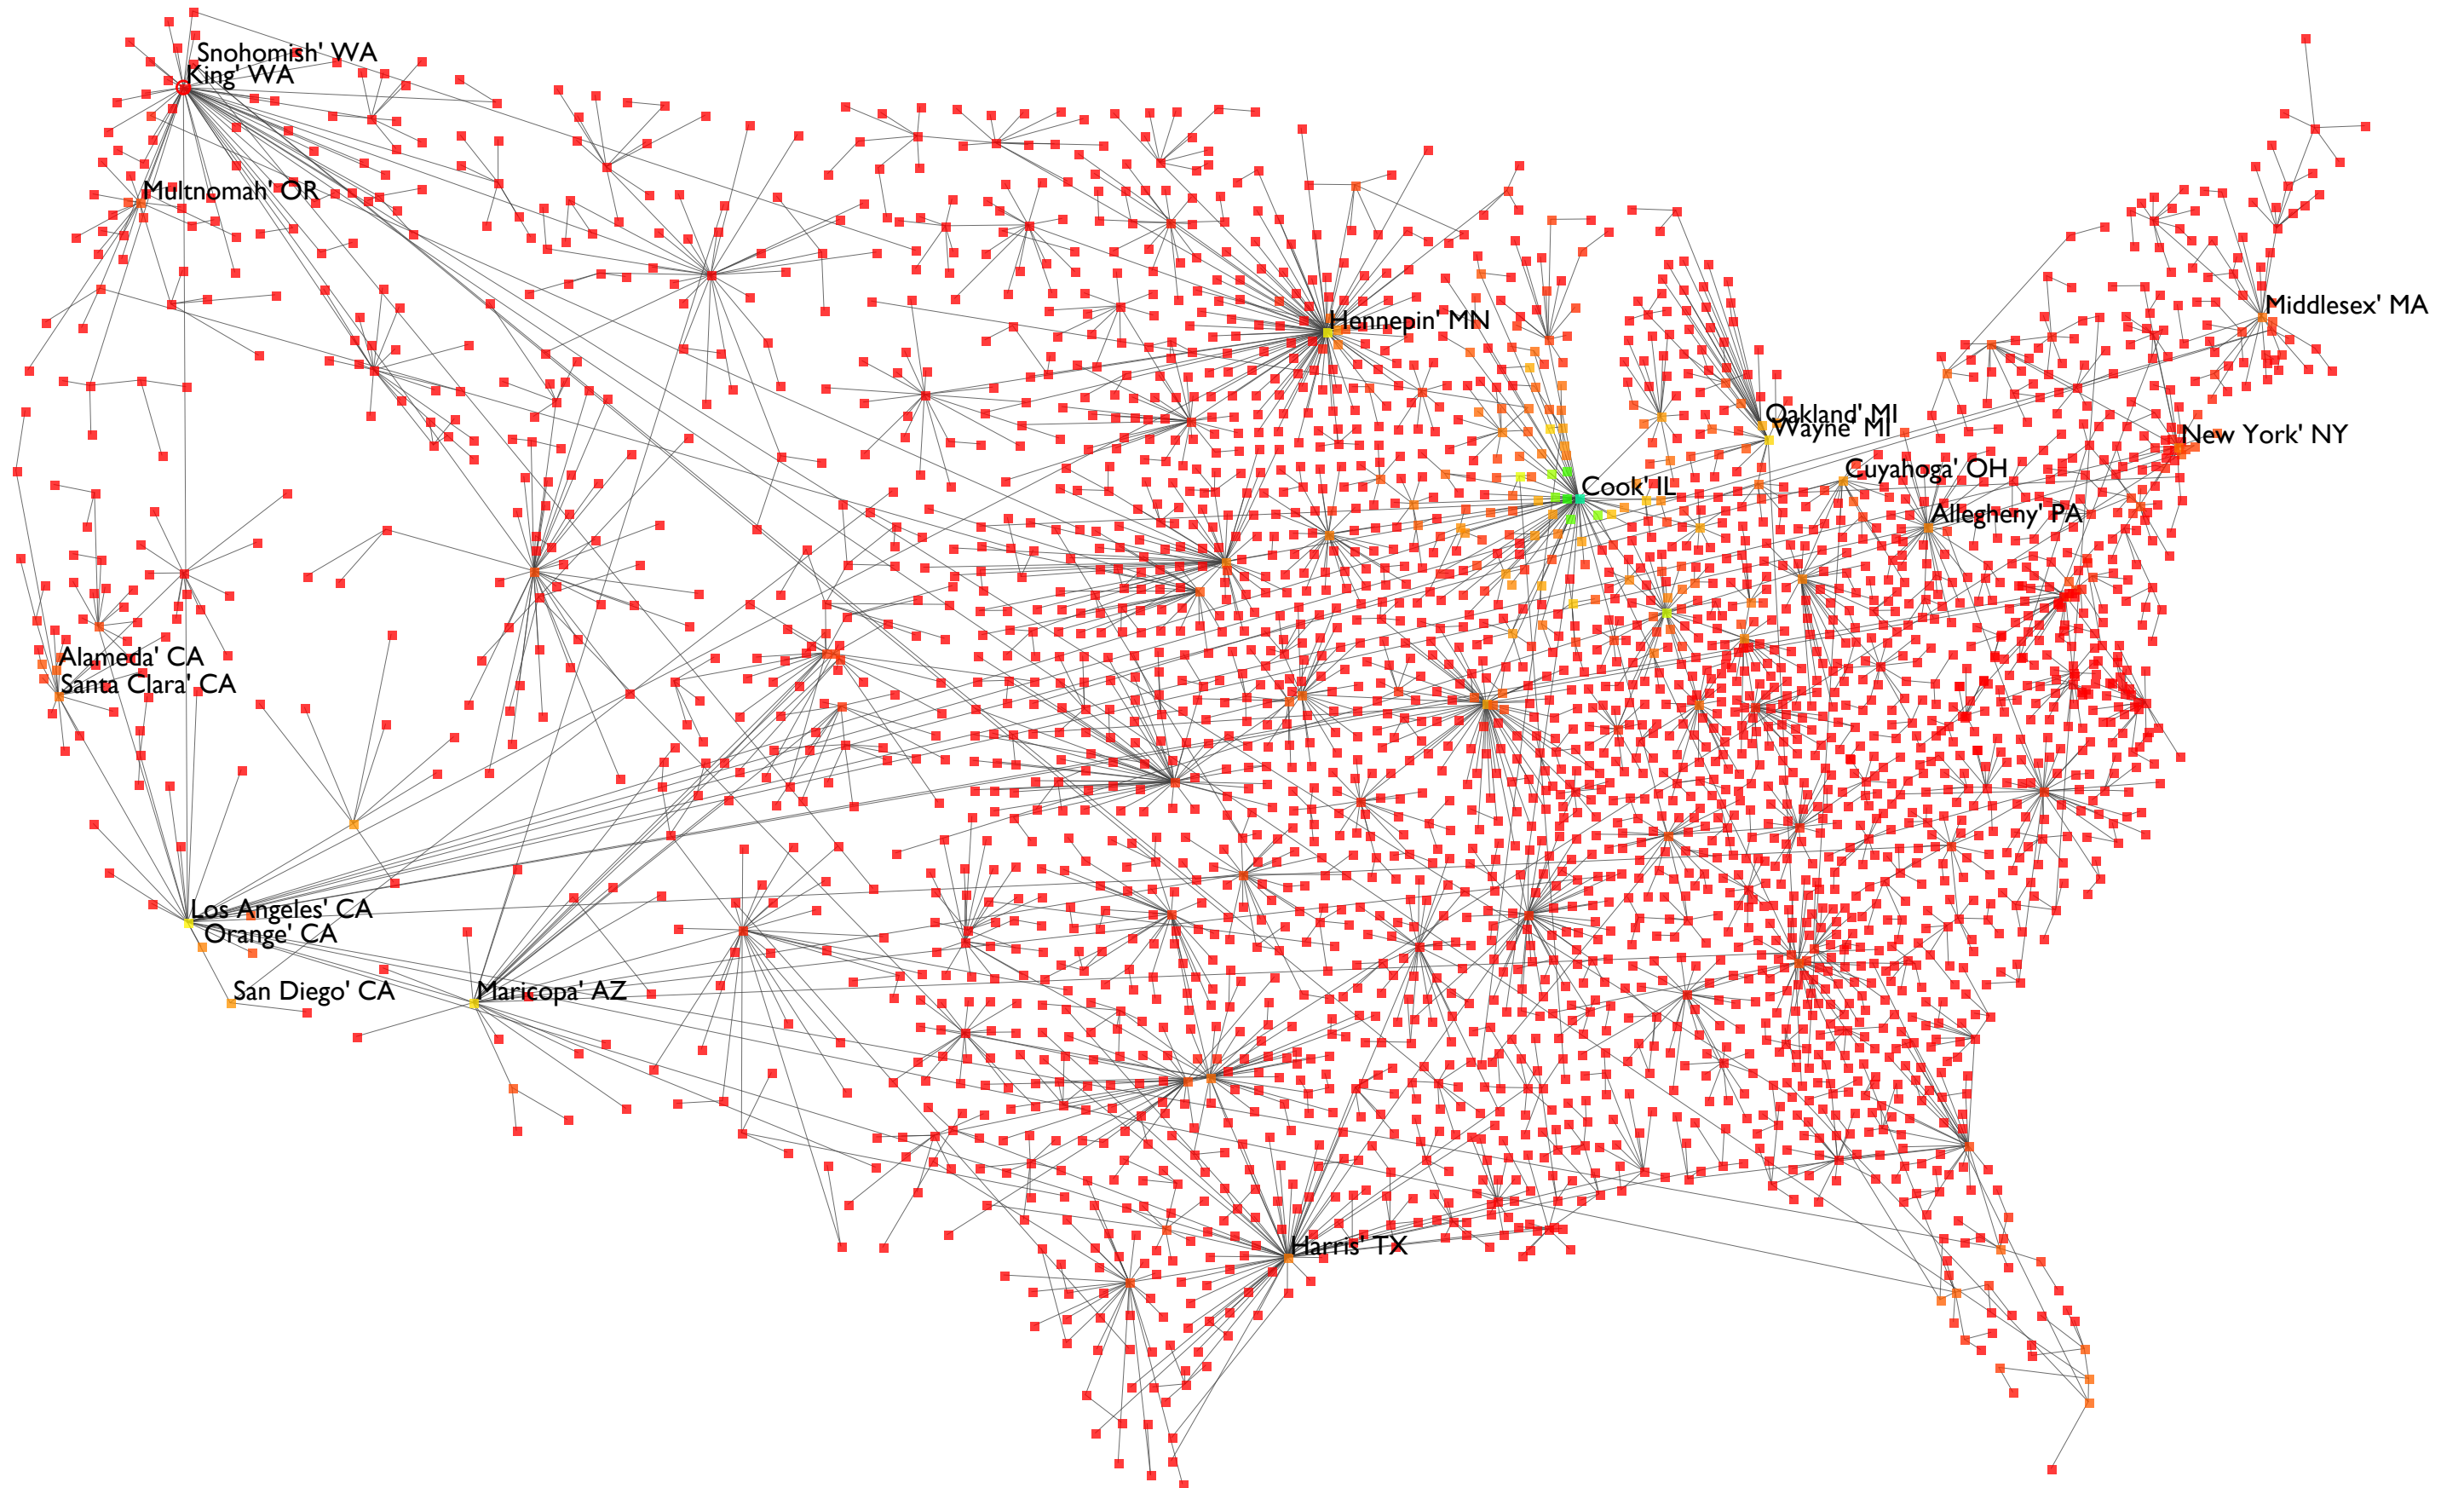 Snohomish' WA
King' WA
Multnomah' OR
Hennepin' MN
Middlesex' MA
Oakland' MI
Wayne' MI
New York' NY
Cuyahoga' OH
Cook' IL
Allegheny' PA
Alameda' CA
Santa Clara' CA
Los Angeles' CA
Orange' CA
San Diego' CA
Maricopa' AZ
Harris' TX